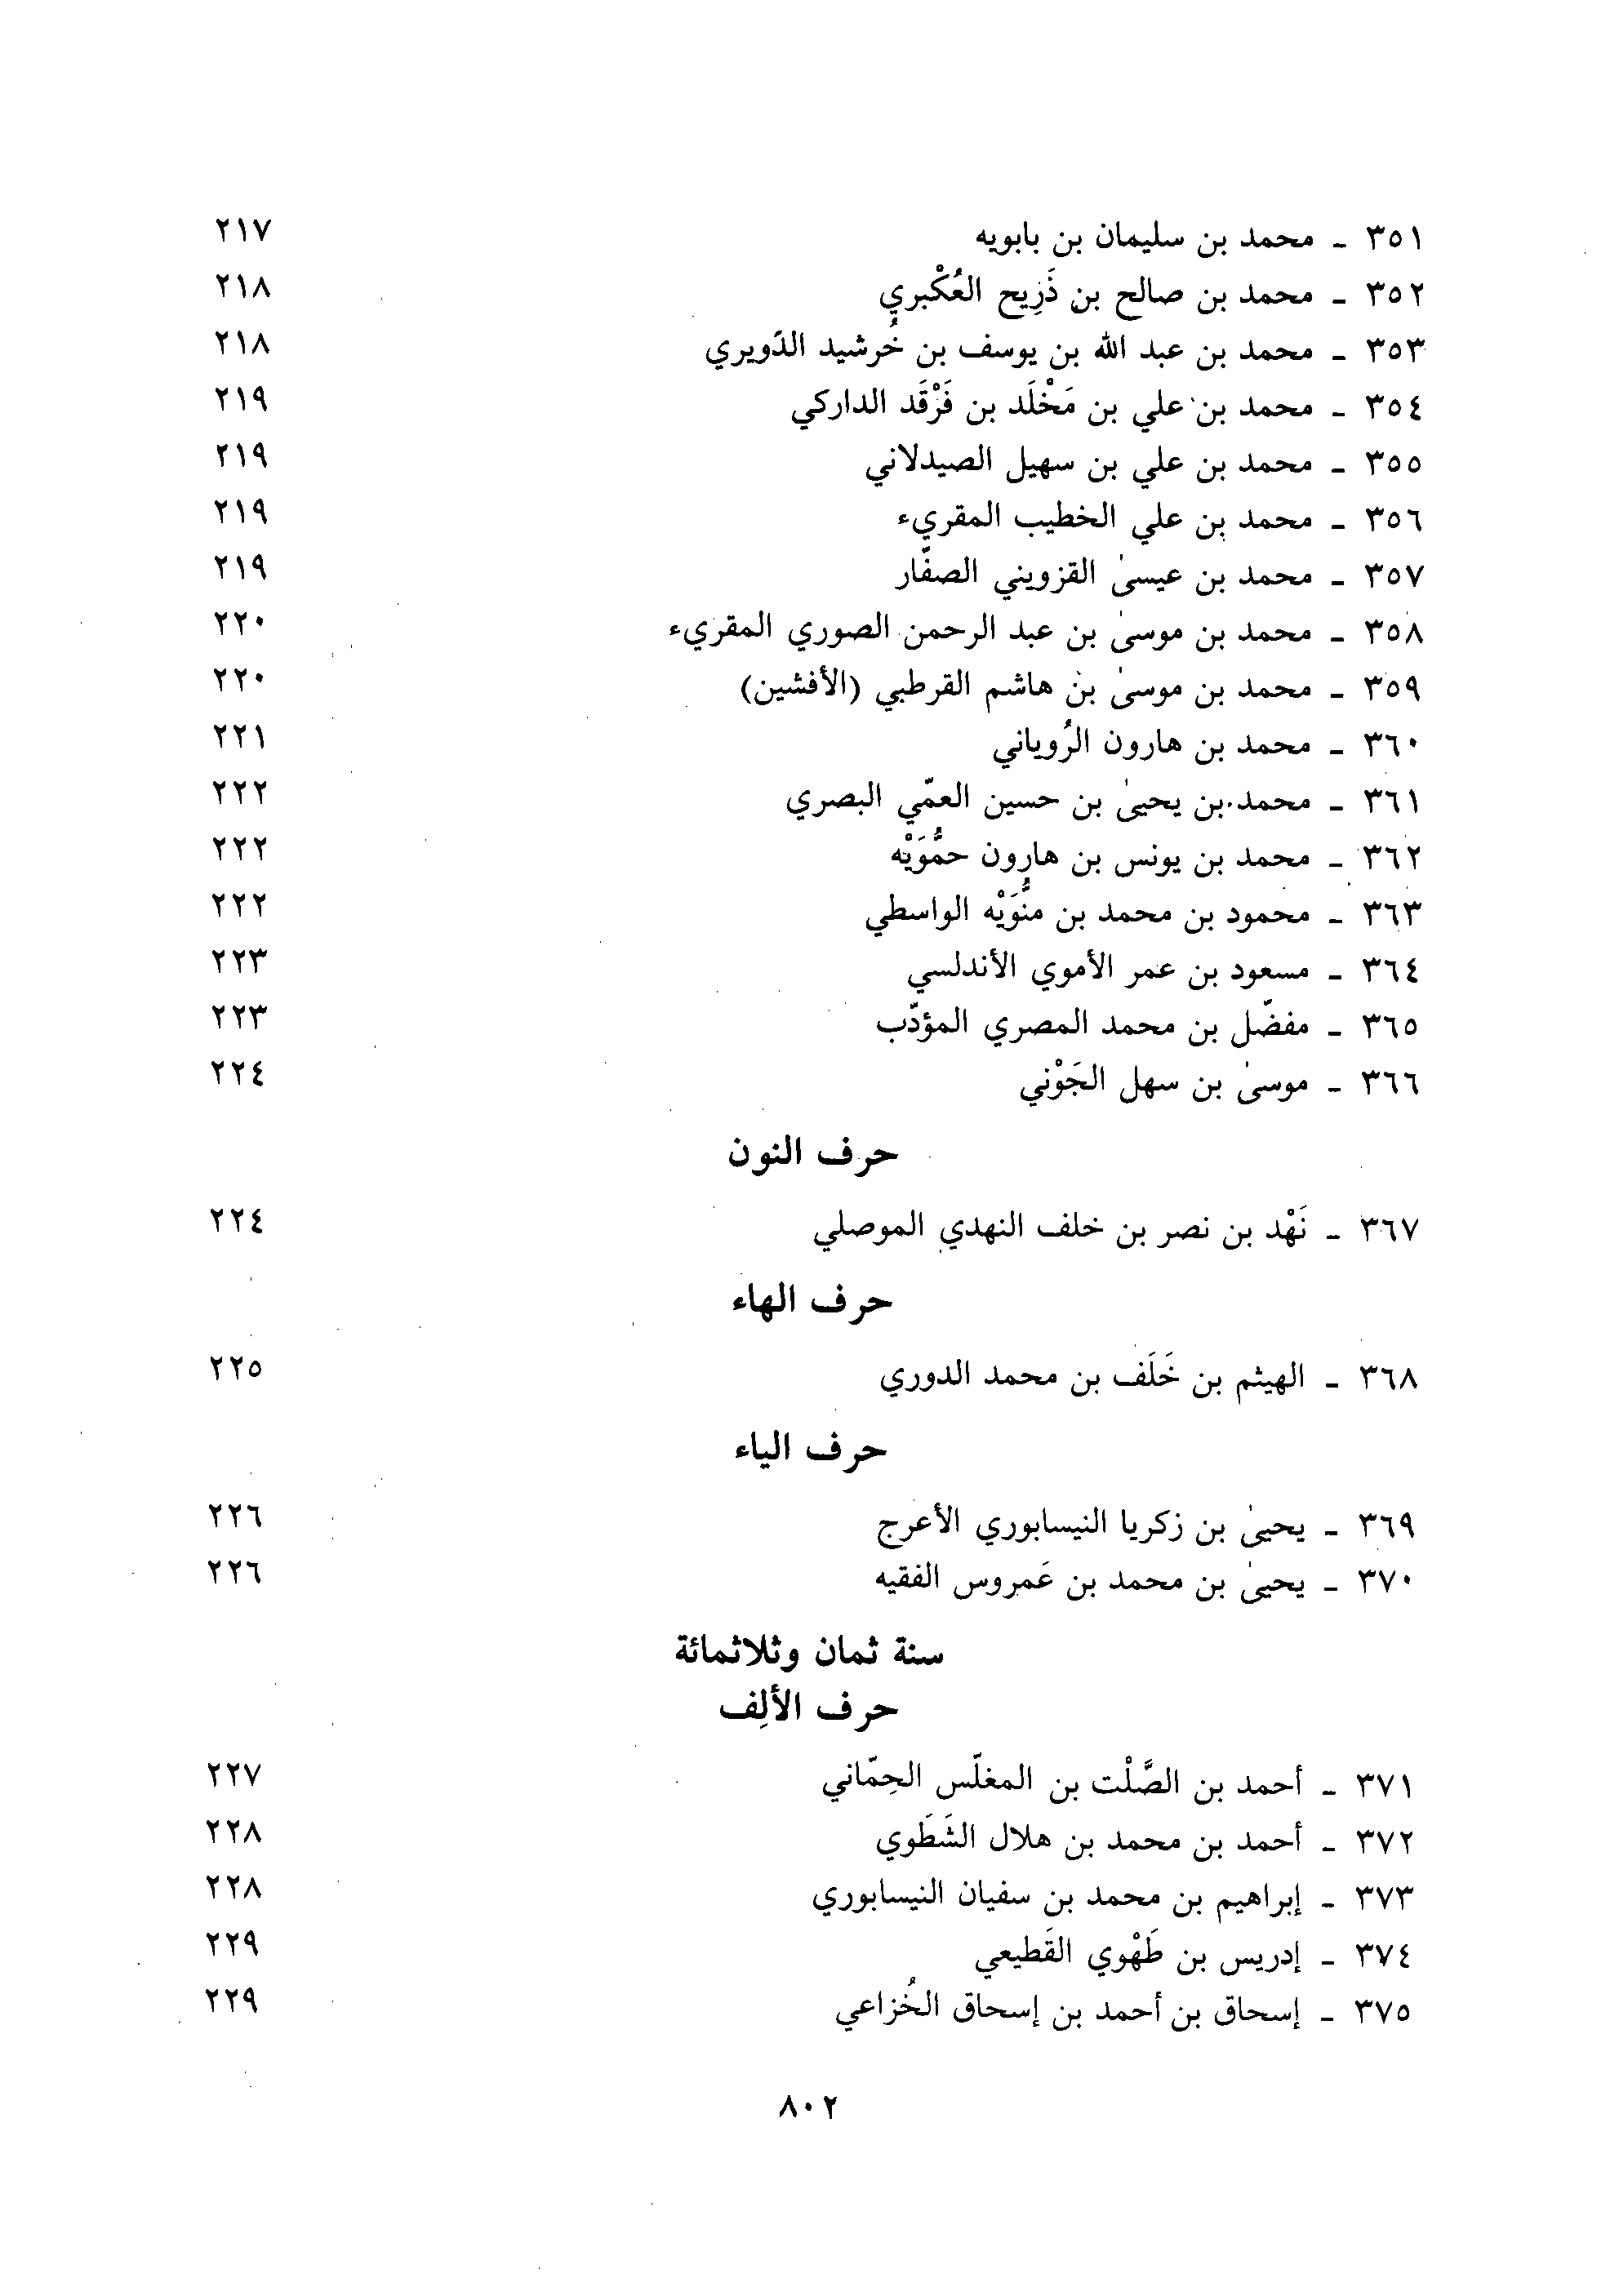 ٣٥١ - محمد بن سليمان بن بابويه ٢١٧
٣٥٢ - محمد بن صالح بن ذَرِيح العُكْبري ٢١٨
٣٥٣ - محمد بن عبد الله بن يوسف بن خُرشيد الدَويري ٢١٨
٣٥٤ - محمد بن علي بن مَخْلَد بن فَرْقَد الداركي ٢١٩
٣٥٥ - محمد بن علي بن سهيل الصيدلاني ٢١٩
٣٥٦ - محمد بن علي الخطيب المقريء ٢١٩
٣٥٧ - محمد بن عيسىٰ القزويني الصفّار ٢١٩
٣٥٨ - محمد بن موسىٰ بن عبد الرحمن الصوري المقريء ٢٢٠
٣٥٩ - محمد بن موسىٰ بن هاشم القرطبي (الأفشين) ٢٢٠
٣٦٠ - محمد بن هارون الرُوياني ٢٢١
٣٦١ - محمد بن يحيىٰ بن حسين العمّي البصري ٢٢٢
٣٦٢ - محمد بن يونس بن هارون حمُّوَيْه ٢٢٢
٣٦٣ - محمود بن محمد بن منُّوَيْه الواسطي ٢٢٢
٣٦٤ - مسعود بن عمر الأموي الأندلسي ٢٢٣
٣٦٥ - مفضّل بن محمد المصري المؤدّب ٢٢٣
٣٦٦ - موسىٰ بن سهل الجَوْني ٢٢٤
حرف النون
٣٦٧ - نَهْد بن نصر بن خلف النهدي الموصلي ٢٢٤
حرف الهاء
٣٦٨ - الهيثم بن خَلَف بن محمد الدوري ٢٢٥
حرف الياء
٣٦٩ - يحيىٰ بن زكريا النيسابوري الأعرج ٢٢٦
٣٧٠ - يحيىٰ بن محمد بن عَمروس الفقيه ٢٢٦
سنة ثمان وثلاثمائة
حرف الألِف
٣٧١ - أحمد بن الصَّلْت بن المغلّس الحِمّاني ٢٢٧
٣٧٢ - أحمد بن محمد بن هلال الشَطَوي ٢٢٨
٣٧٣ - إبراهيم بن محمد بن سفيان النيسابوري ٢٢٨
٣٧٤ - إدريس بن طَهْوي القَطيعي ٢٢٩
٣٧٥ - إسحاق بن أحمد بن إسحاق الخُزاعي ٢٢٩
٨٠٢